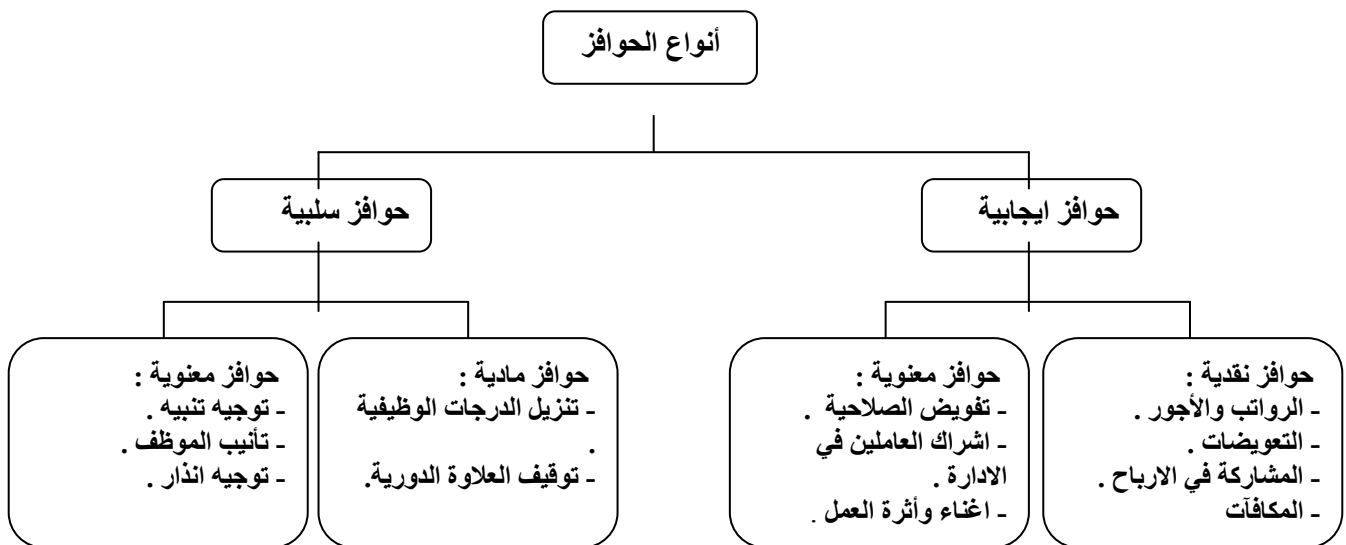 أنواع الحوافز
حوافز ايجابية
حوافز سلبية
حوافز نقدية :
- الرواتب والأجور .
- التعويضات .
- المشاركة في الارباح .
- المكافآت
حوافز معنوية :
- تفويض الصلاحية .
- اشراك العاملين في
الادارة .
- اغناء وأثرة العمل .
حوافز مادية :
- تنزيل الدرجات الوظيفية
.
- توقيف العلاوة الدورية.
حوافز معنوية :
- توجيه تنبيه .
- تأنيب الموظف .
- توجيه انذار .